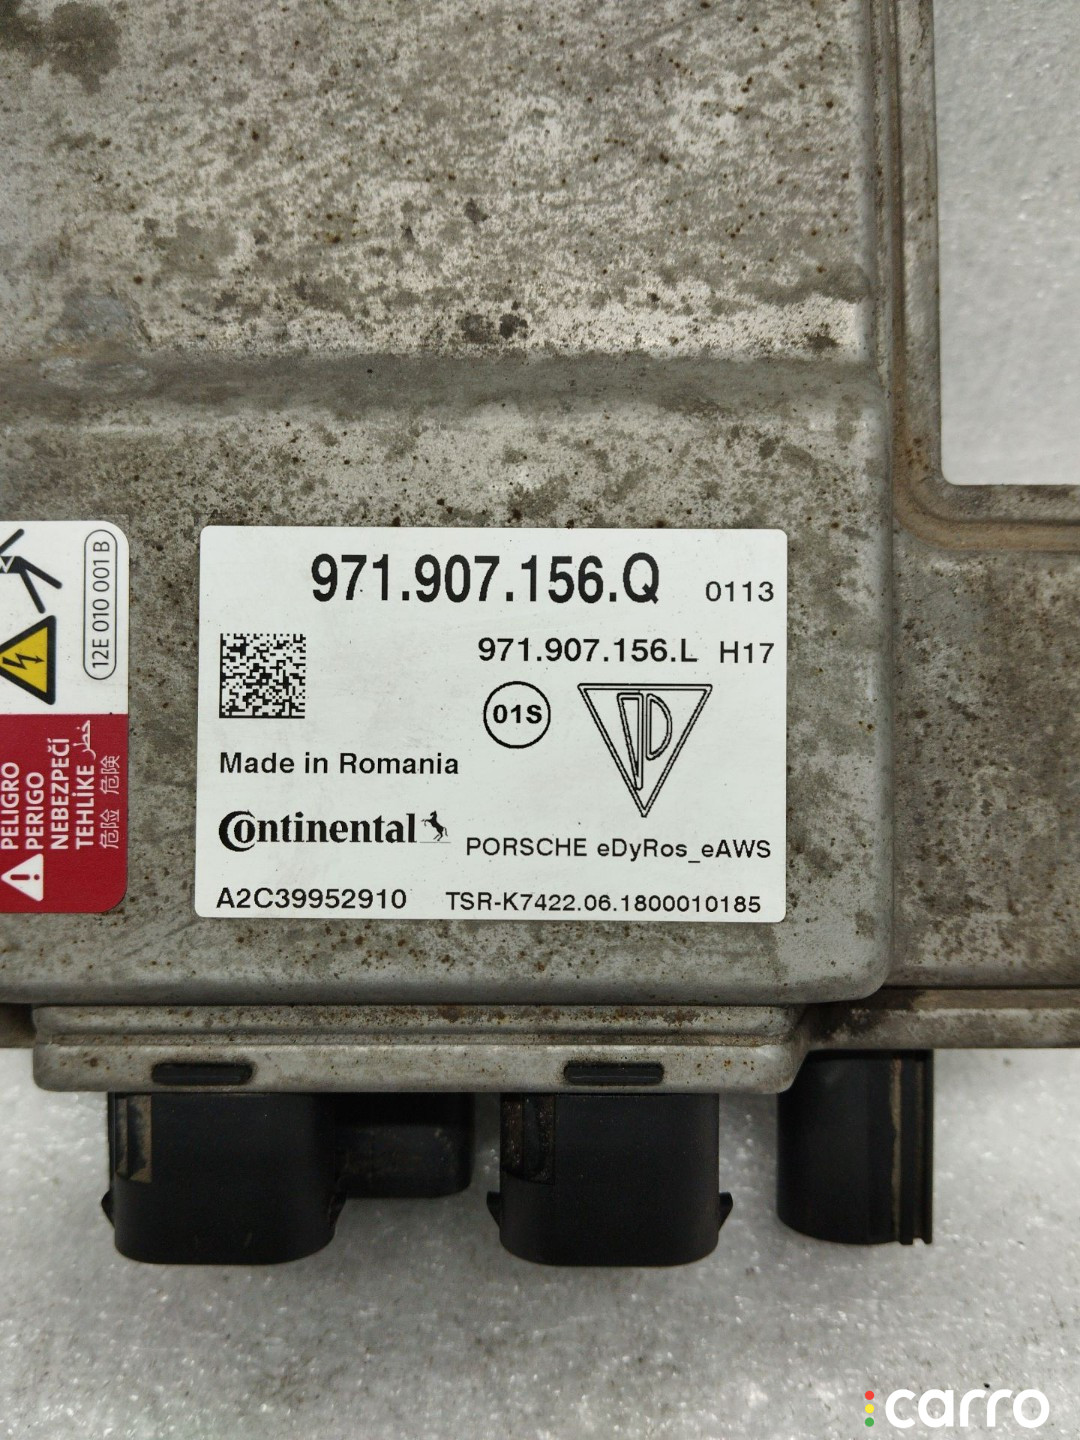 971.907.156.Q 0113
971.907.156.L H17
01S
Made in Romania
Continental
PORSCHE eDyRos_eAWS
A2C39952910 TSR-K7422.06.1800010185
12E 010 001 B
PELIGRO
PERIGO
NEBEZPEČÍ
TEHLİKE خطر
危险 危険
carro